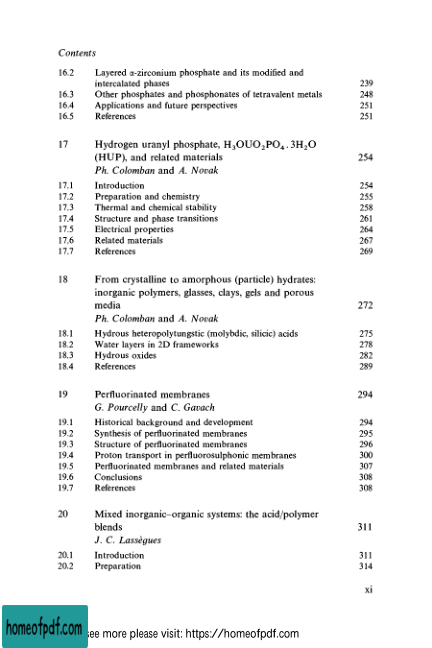 Contents
16.2 Layered α-zirconium phosphate and its modified and
intercalated phases 239
16.3 Other phosphates and phosphonates of tetravalent metals 248
16.4 Applications and future perspectives 251
16.5 References 251
17 Hydrogen uranyl phosphate, H₃OUO₂PO₄.3H₂O
(HUP), and related materials 254
Ph. Colomban and A. Novak
17.1 Introduction 254
17.2 Preparation and chemistry 255
17.3 Thermal and chemical stability 258
17.4 Structure and phase transitions 261
17.5 Electrical properties 264
17.6 Related materials 267
17.7 References 269
18 From crystalline to amorphous (particle) hydrates:
inorganic polymers, glasses, clays, gels and porous
media 272
Ph. Colomban and A. Novak
18.1 Hydrous heteropolytungstic (molybdic, silicic) acids 275
18.2 Water layers in 2D frameworks 278
18.3 Hydrous oxides 282
18.4 References 289
19 Perfluorinated membranes 294
G. Pourcelly and C. Gavach
19.1 Historical background and development 294
19.2 Synthesis of perfluorinated membranes 295
19.3 Structure of perfluorinated membranes 296
19.4 Proton transport in perfluorosulphonic membranes 300
19.5 Perfluorinated membranes and related materials 307
19.6 Conclusions 308
19.7 References 308
20 Mixed inorganic–organic systems: the acid/polymer
blends 311
J. C. Lassègues
20.1 Introduction 311
20.2 Preparation 314
xi
homeofpdf.com
see more please visit: https://homeofpdf.com